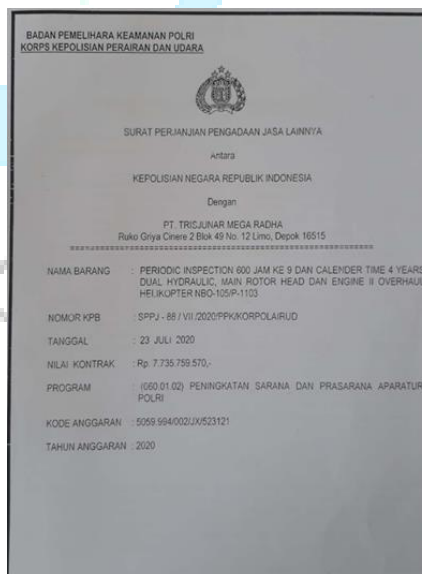 BADAN PEMELIHARA KEAMANAN POLRI
KORPS KEPOLISIAN PERAIRAN DAN UDARA
SURAT PERJANJIAN PENGADAAN JASA LAINNYA
Antara
KEPOLISIAN NEGARA REPUBLIK INDONESIA
Dengan
PT. TRISJUNAR MEGA RADHA
Ruko Griya Cinere 2 Blok 49 No. 12 Limo, Depok 16515
NAMA BARANG : PERIODIC INSPECTION 600 JAM KE 9 DAN CALENDER TIME 4 YEARS
DUAL HYDRAULIC, MAIN ROTOR HEAD DAN ENGINE II OVERHAUL
HELIKOPTER NBO-105/P-1103
NOMOR KPB : SPPJ - 88 / VII /2020/PPK/KORPOLAIRUD
TANGGAL : 23 JULI 2020
NILAI KONTRAK : Rp. 7.735.759.570,-
PROGRAM : (060.01.02) PENINGKATAN SARANA DAN PRASARANA APARATUR
POLRI
KODE ANGGARAN : 5059.994/002/JX/523121
TAHUN ANGGARAN : 2020